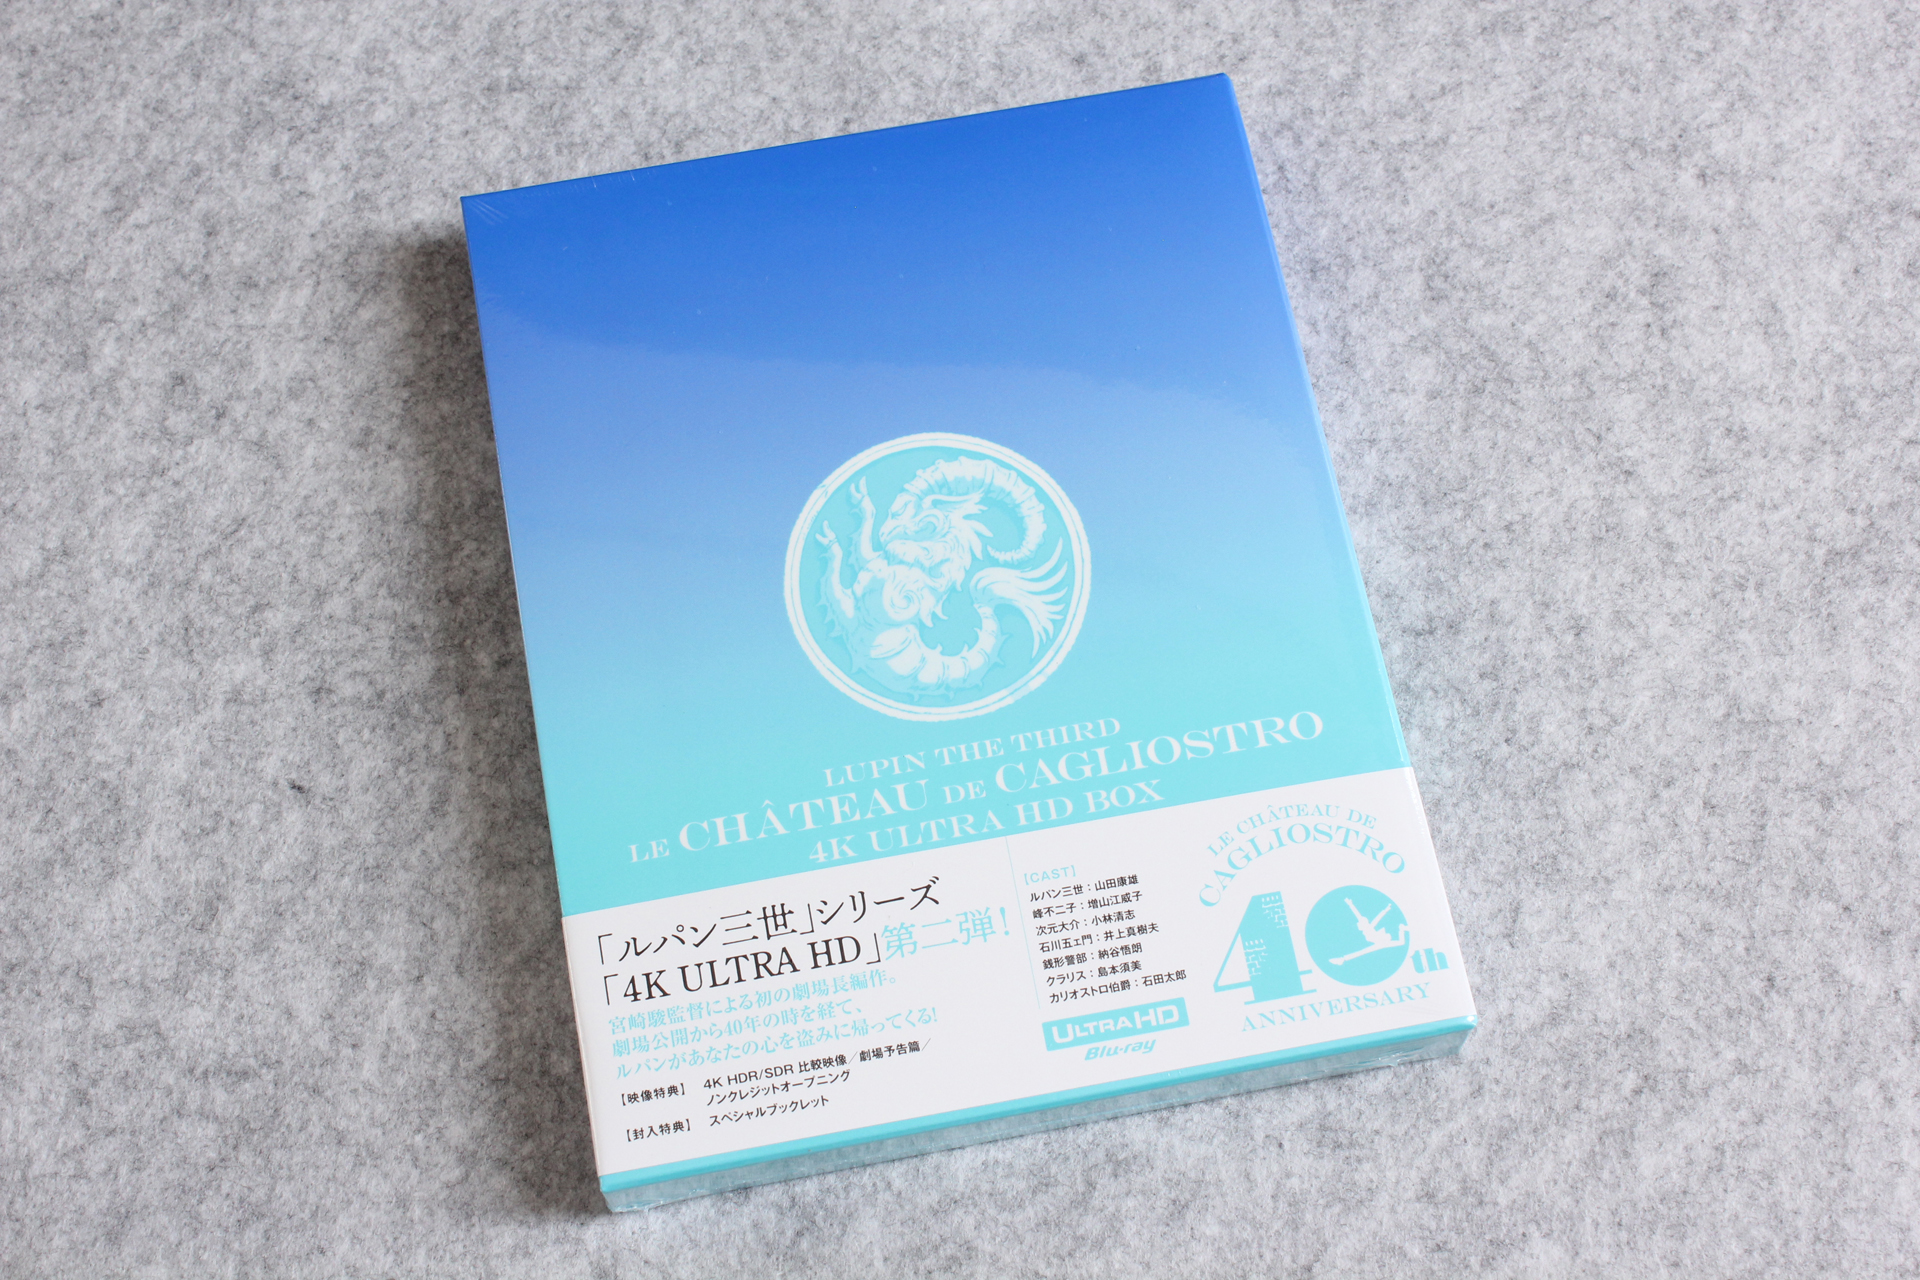 LUPIN THE THIRD
LE CHÂTEAU DE CAGLIOSTRO
4K ULTRA HD BOX
「ルパン三世」シリーズ
「4K ULTRA HD」第二弾!
宮崎駿監督による初の劇場長編作。
劇場公開から40年の時を経て、
ルパンがあなたの心を盗みに帰ってくる!
【映像特典】 4K HDR/SDR 比較映像/劇場予告篇/
ノンクレジットオープニング
【封入特典】 スペシャルブックレット
[CAST]
ルパン三世:山田康雄
峰不二子:増山江威子
次元大介:小林清志
石川五ェ門:井上真樹夫
銭形警部:納谷悟朗
クラリス:島本須美
カリオストロ伯爵:石田太郎
ULTRA HD
Blu-ray
LE CHÂTEAU DE
CAGLIOSTRO
40th
ANNIVERSARY